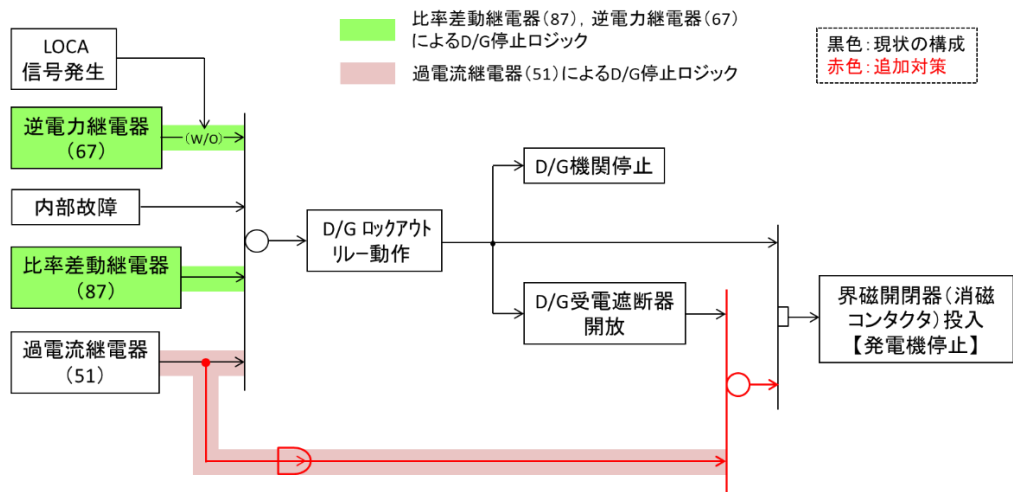 比率差動継電器(87), 逆電力継電器(67)
によるD/G停止ロジック
過電流継電器(51)によるD/G停止ロジック
黒色:現状の構成
赤色:追加対策
LOCA
信号発生
逆電力継電器
(67)
(W/O)
内部故障
比率差動継電器
(87)
過電流継電器
(51)
D/G ロックアウト
リレー動作
D/G機関停止
D/G受電遮断器
開放
界磁開閉器(消磁
コンタクタ)投入
【発電機停止】